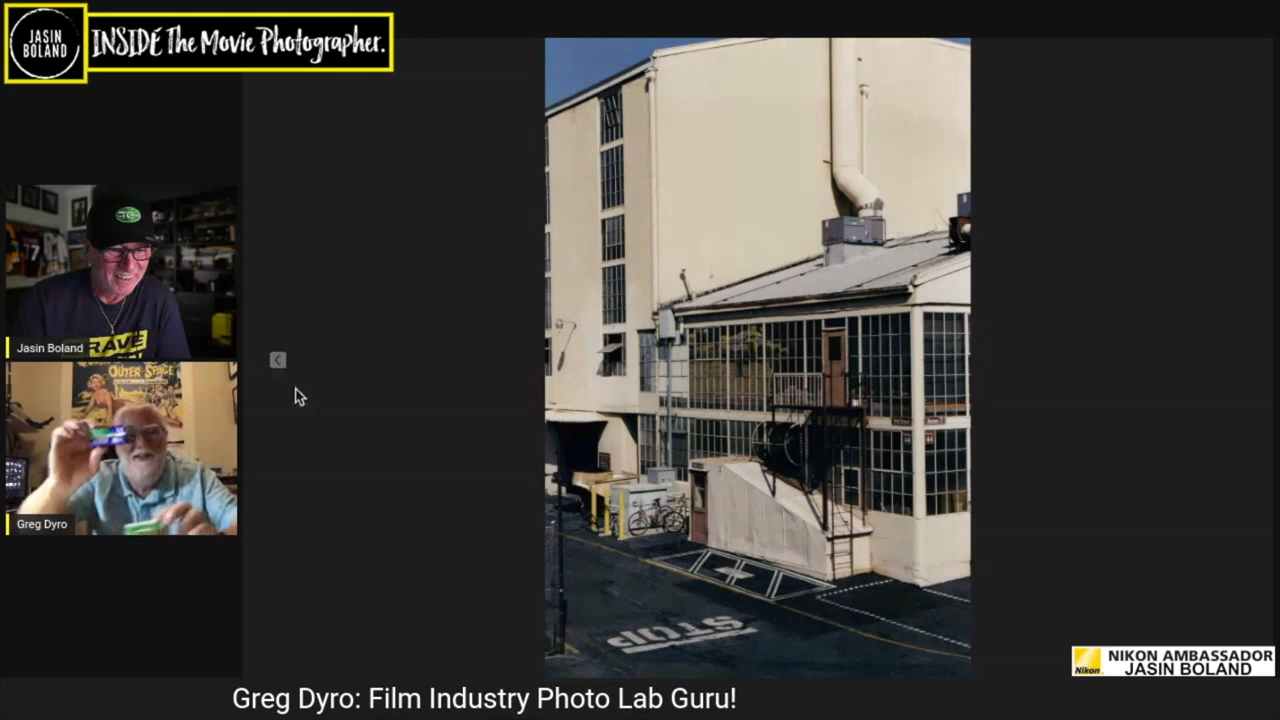 JASIN
BOLAND
INSIDE The Movie Photographer.
Jasin Boland
RAVE
OUTER SPACE
Greg Dyro
STOP
Nikon
NIKON AMBASSADOR
JASIN BOLAND
Greg Dyro: Film Industry Photo Lab Guru!